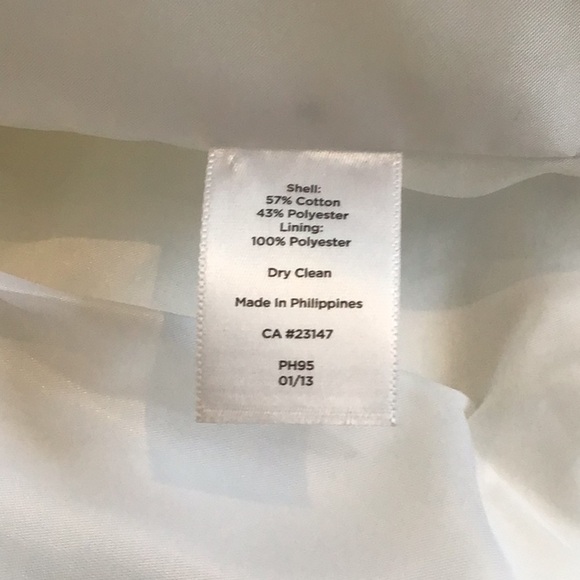 Shell:
57% Cotton
43% Polyester
Lining:
100% Polyester
Dry Clean
Made In Philippines
CA #23147
PH95
01/13